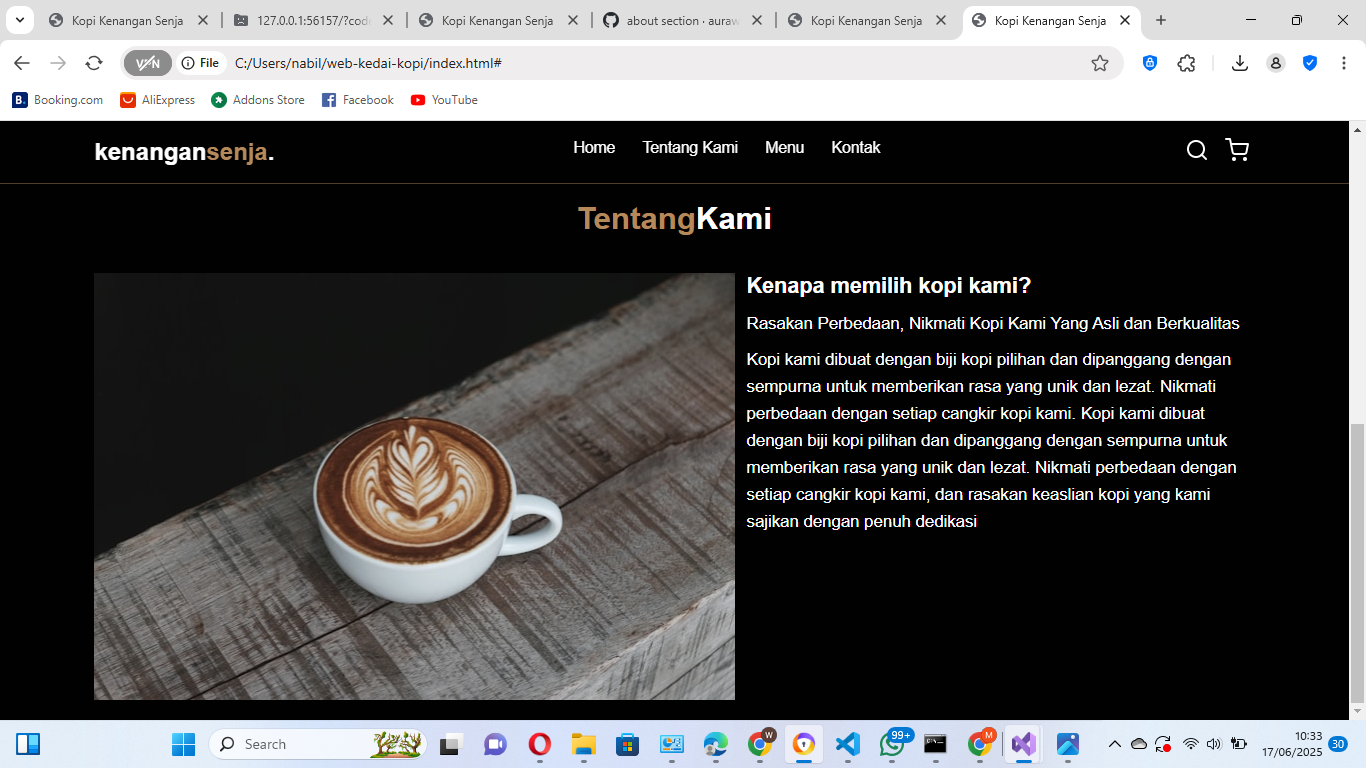 Kopi Kenangan Senja
127.0.0.1:56157/?cod
Kopi Kenangan Senja
about section · auraw
Kopi Kenangan Senja
Kopi Kenangan Senja
VPN
File
C:/Users/nabil/web-kedai-kopi/index.html#
B. Booking.com
AliExpress
Addons Store
Facebook
YouTube
kenangansenja.
Home
Tentang Kami
Menu
Kontak
TentangKami
Kenapa memilih kopi kami?
Rasakan Perbedaan, Nikmati Kopi Kami Yang Asli dan Berkualitas
Kopi kami dibuat dengan biji kopi pilihan dan dipanggang dengan
sempurna untuk memberikan rasa yang unik dan lezat. Nikmati
perbedaan dengan setiap cangkir kopi kami. Kopi kami dibuat
dengan biji kopi pilihan dan dipanggang dengan sempurna untuk
memberikan rasa yang unik dan lezat. Nikmati perbedaan dengan
setiap cangkir kopi kami, dan rasakan keaslian kopi yang kami
sajikan dengan penuh dedikasi
Search
W
99+
M
10:33
17/06/2025
30